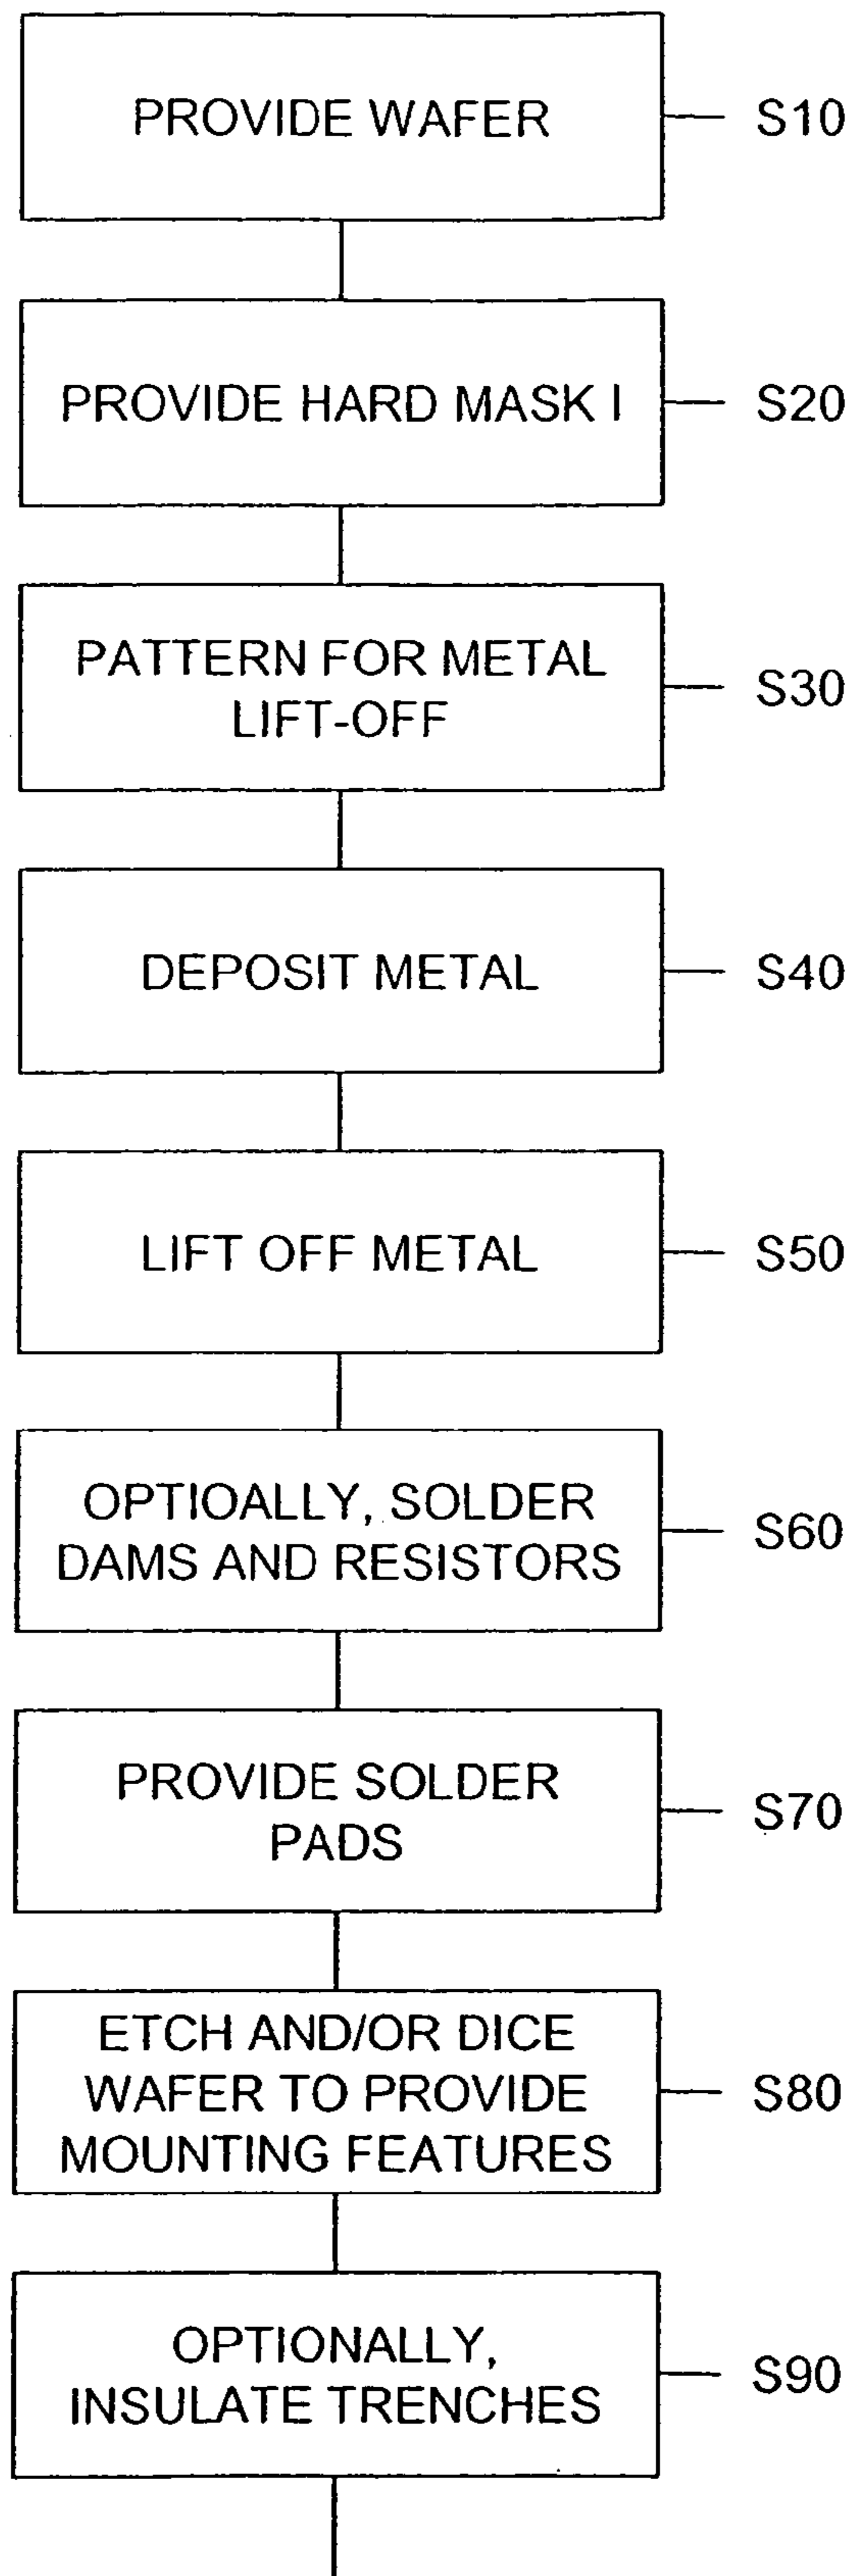 PROVIDE WAFER
S10
PROVIDE HARD MASK I
S20
PATTERN FOR METAL
LIFT-OFF
S30
DEPOSIT METAL
S40
LIFT OFF METAL
S50
OPTIOALLY, SOLDER
DAMS AND RESISTORS
S60
PROVIDE SOLDER
PADS
S70
ETCH AND/OR DICE
WAFER TO PROVIDE
MOUNTING FEATURES
S80
OPTIONALLY,
INSULATE TRENCHES
S90